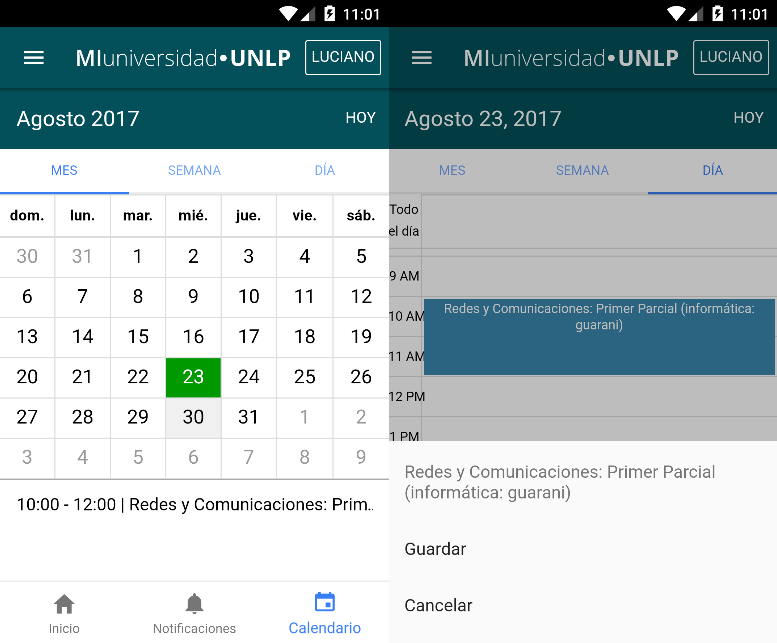 11:01
MIuniversidad•UNLP LUCIANO
Agosto 2017 HOY
MES SEMANA DÍA
dom. lun. mar. mié. jue. vie. sáb.
30 31 1 2 3 4 5
6 7 8 9 10 11 12
13 14 15 16 17 18 19
20 21 22 23 24 25 26
27 28 29 30 31 1 2
3 4 5 6 7 8 9
10:00 - 12:00 | Redes y Comunicaciones: Prim..
Inicio Notificaciones Calendario
11:01
MIuniversidad•UNLP LUCIANO
Agosto 23, 2017 HOY
MES SEMANA DÍA
Todo
el día
9 AM
10 AM
Redes y Comunicaciones: Primer Parcial (informática:
guarani)
11 AM
12 PM
1 PM
Redes y Comunicaciones: Primer Parcial
(informática: guarani)
Guardar
Cancelar